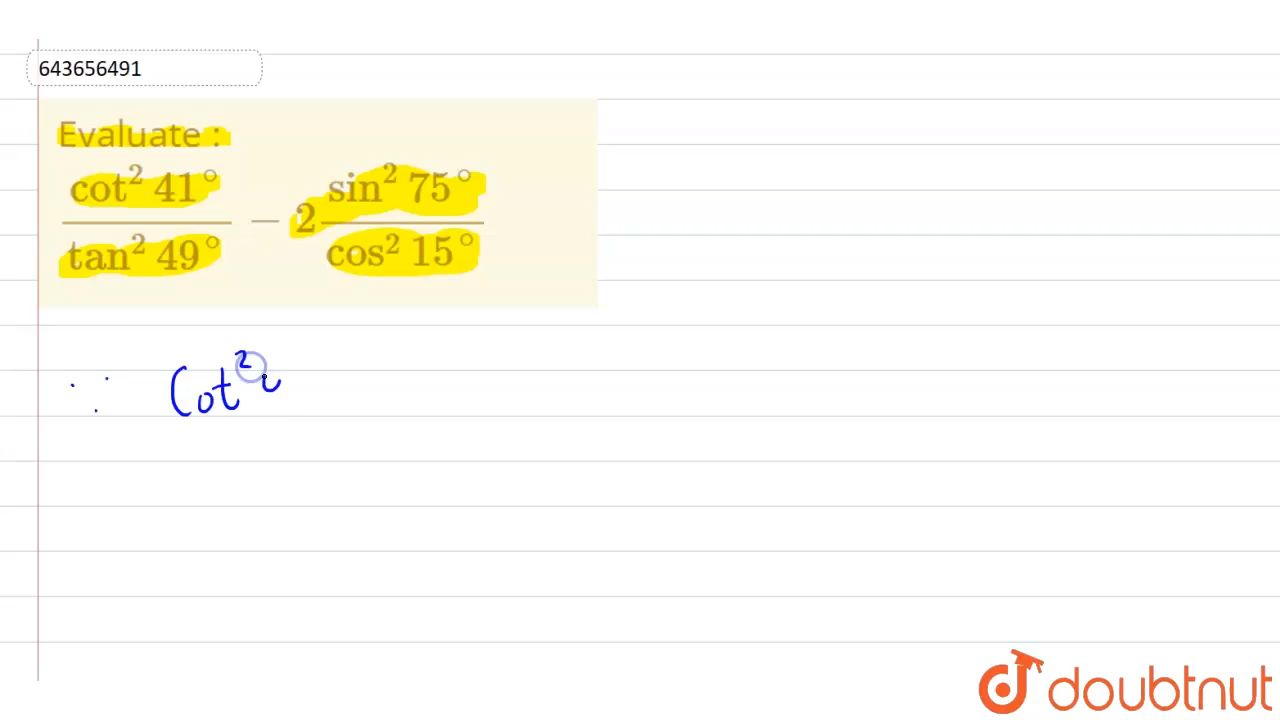 643656491
Evaluate :
cot² 41° / tan² 49° − 2 sin² 75° / cos² 15°
∵ Cot²
doubtnut